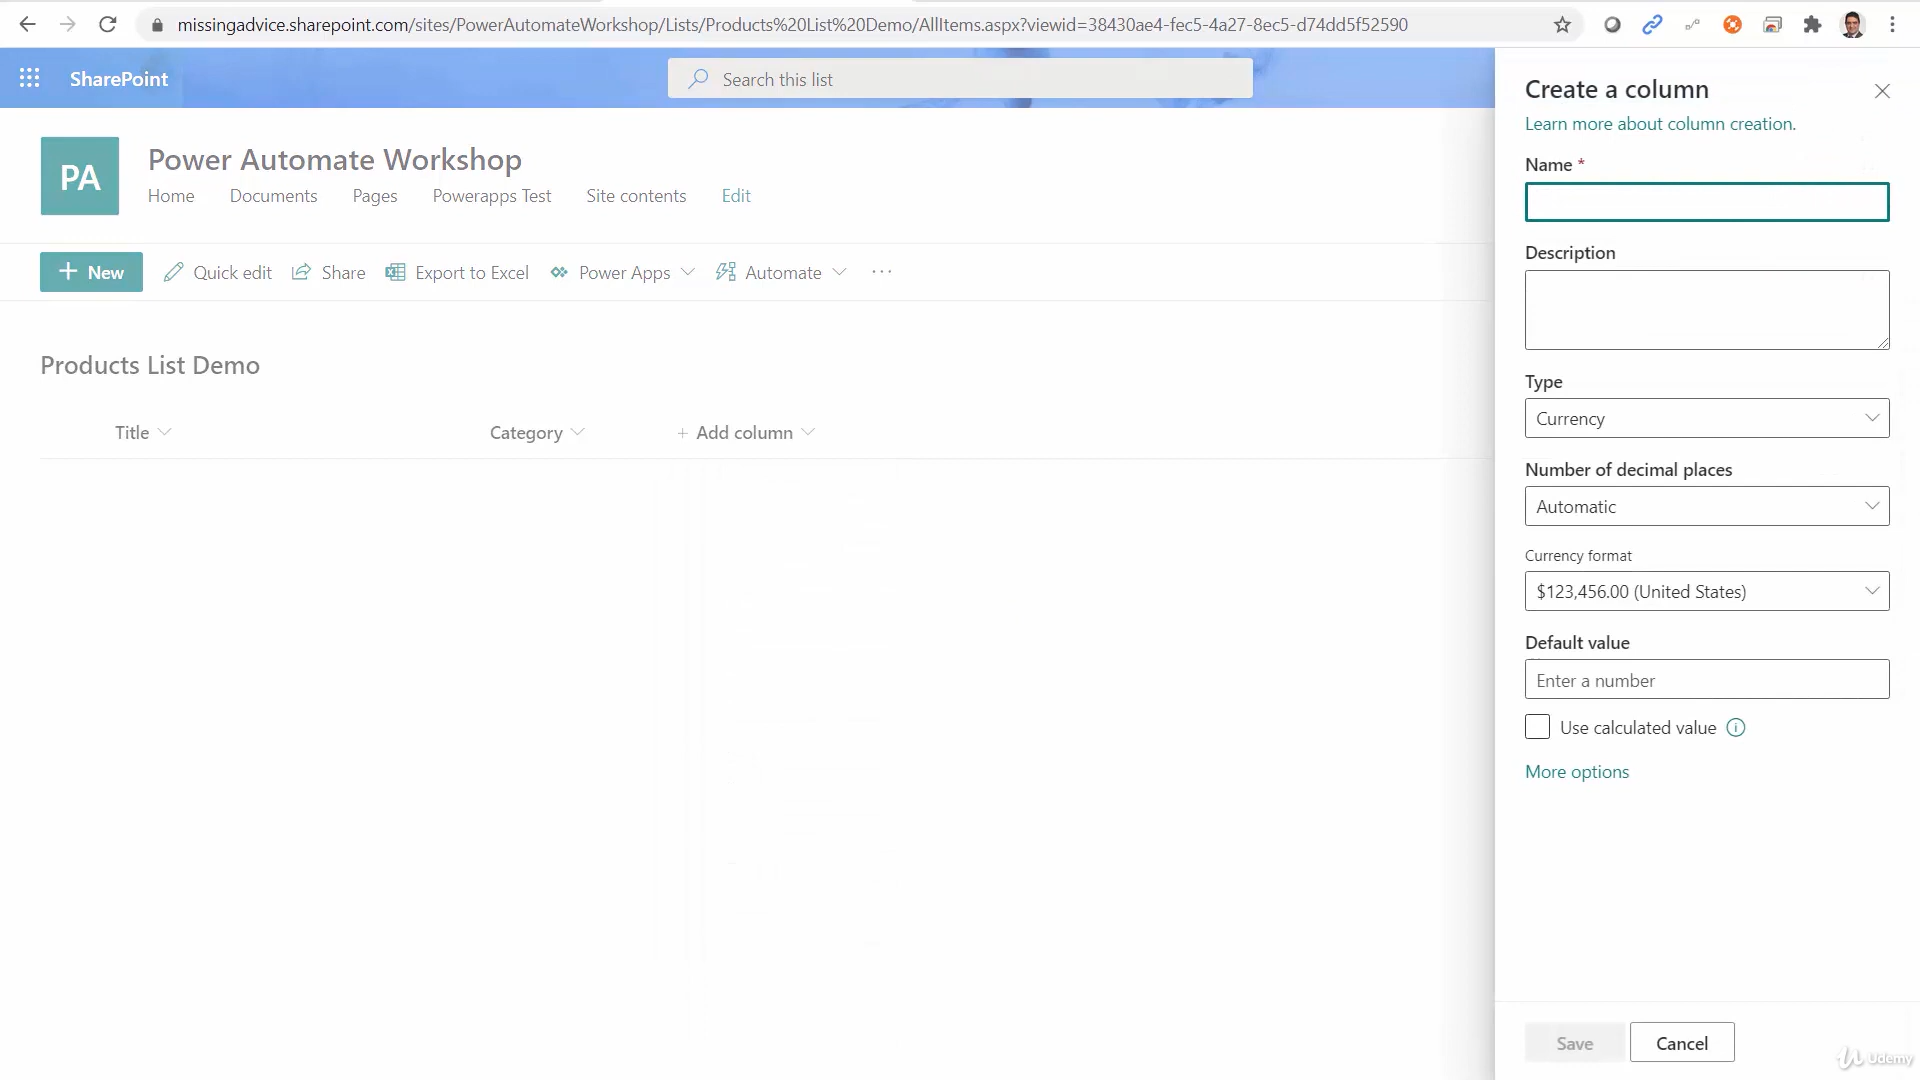 missingadvice.sharepoint.com/sites/PowerAutomateWorkshop/Lists/Products%20List%20Demo/AllItems.aspx?viewid=38430ae4-fec5-4a27-8ec5-d74dd5f52590
SharePoint
Search this list
PA
Power Automate Workshop
Home Documents Pages Powerapps Test Site contents Edit
+ New Quick edit Share Export to Excel Power Apps Automate ...
Products List Demo
Title Category + Add column
Create a column
Learn more about column creation.
Name *
Description
Type
Currency
Number of decimal places
Automatic
Currency format
$123,456.00 (United States)
Default value
Enter a number
Use calculated value
More options
Save Cancel
Udemy